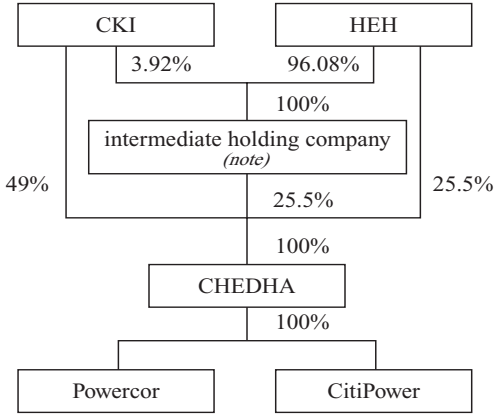 CKI
HEH
3.92%
96.08%
100%
intermediate holding company
(note)
49%
25.5%
25.5%
100%
CHEDHA
100%
Powercor
CitiPower